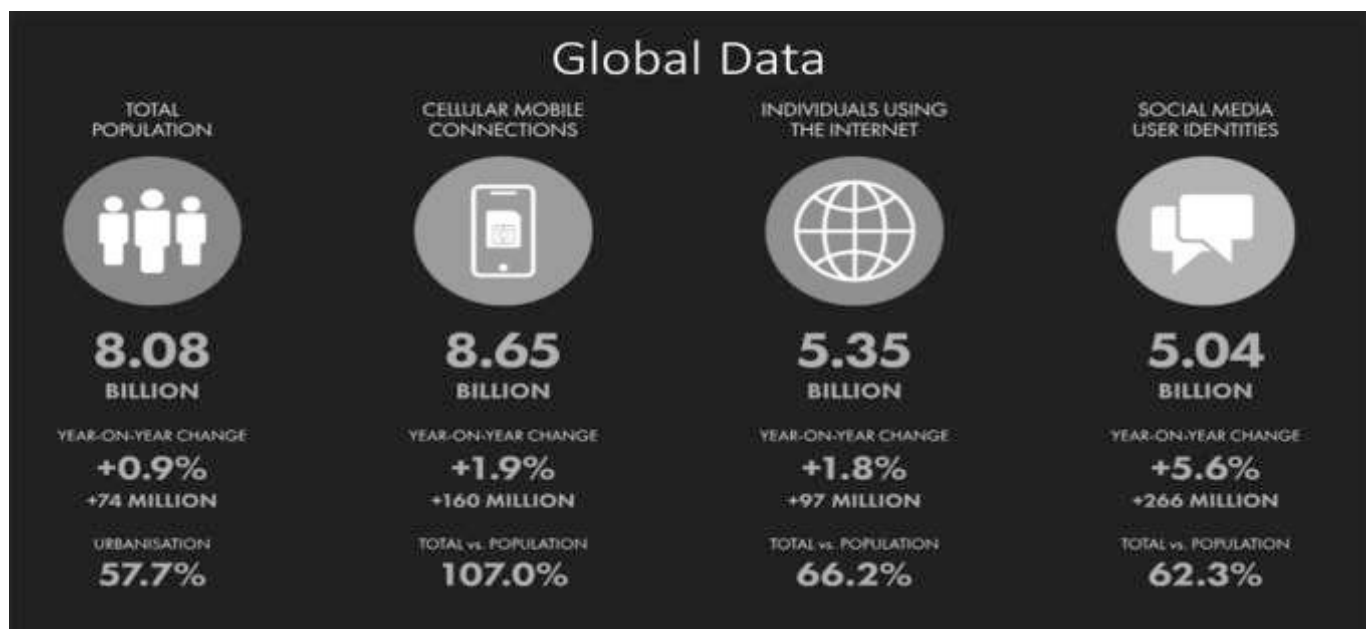 Global Data
TOTAL
POPULATION
CELLULAR MOBILE
CONNECTIONS
INDIVIDUALS USING
THE INTERNET
SOCIAL MEDIA
USER IDENTITIES
8.08
BILLION
8.65
BILLION
5.35
BILLION
5.04
BILLION
YEAR-ON-YEAR CHANGE
+0.9%
+74 MILLION
YEAR-ON-YEAR CHANGE
+1.9%
+160 MILLION
YEAR-ON-YEAR CHANGE
+1.8%
+97 MILLION
YEAR-ON-YEAR CHANGE
+5.6%
+266 MILLION
URBANISATION
57.7%
TOTAL vs. POPULATION
107.0%
TOTAL vs. POPULATION
66.2%
TOTAL vs. POPULATION
62.3%